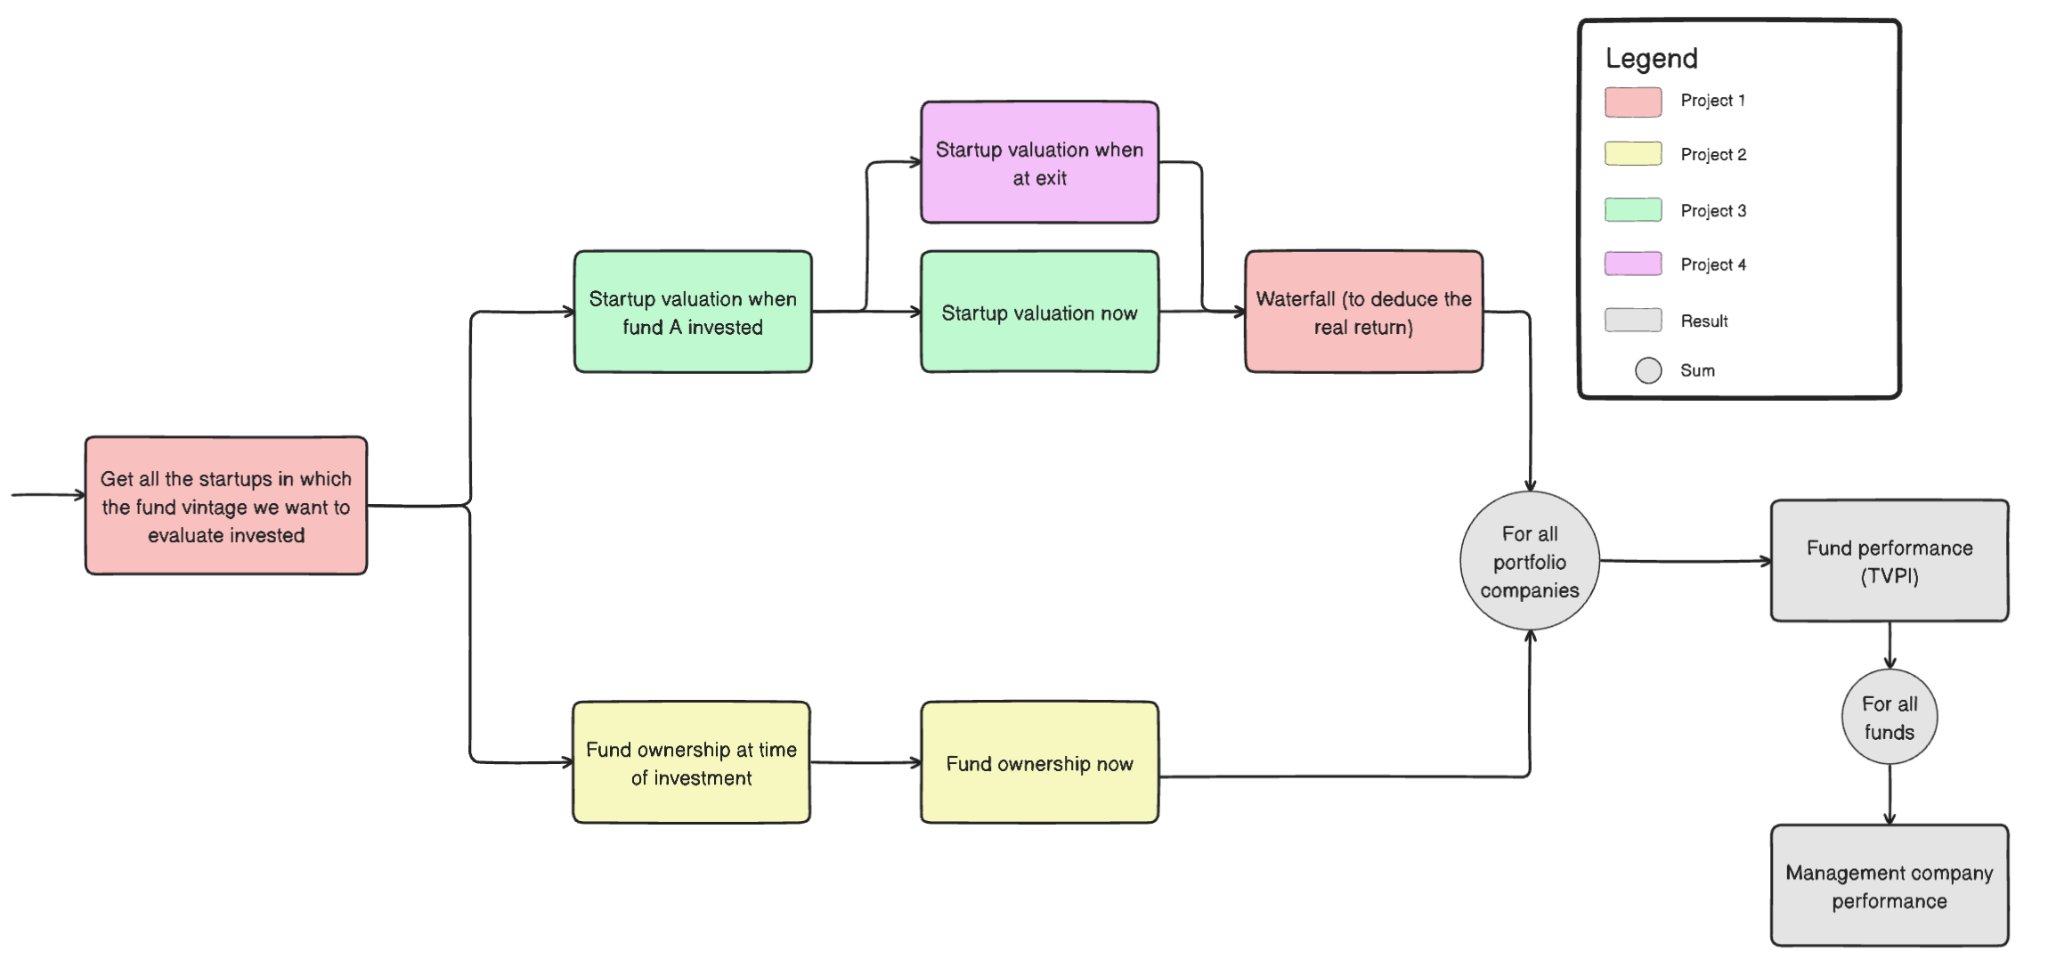 Legend
Project 1
Project 2
Project 3
Project 4
Result
Sum
Startup valuation when
at exit
Startup valuation when
fund A invested
Startup valuation now
Waterfall (to deduce the
real return)
Get all the startups in which
the fund vintage we want to
evaluate invested
For all
portfolio
companies
Fund performance
(TVPI)
For all
funds
Fund ownership at time
of investment
Fund ownership now
Management company
performance